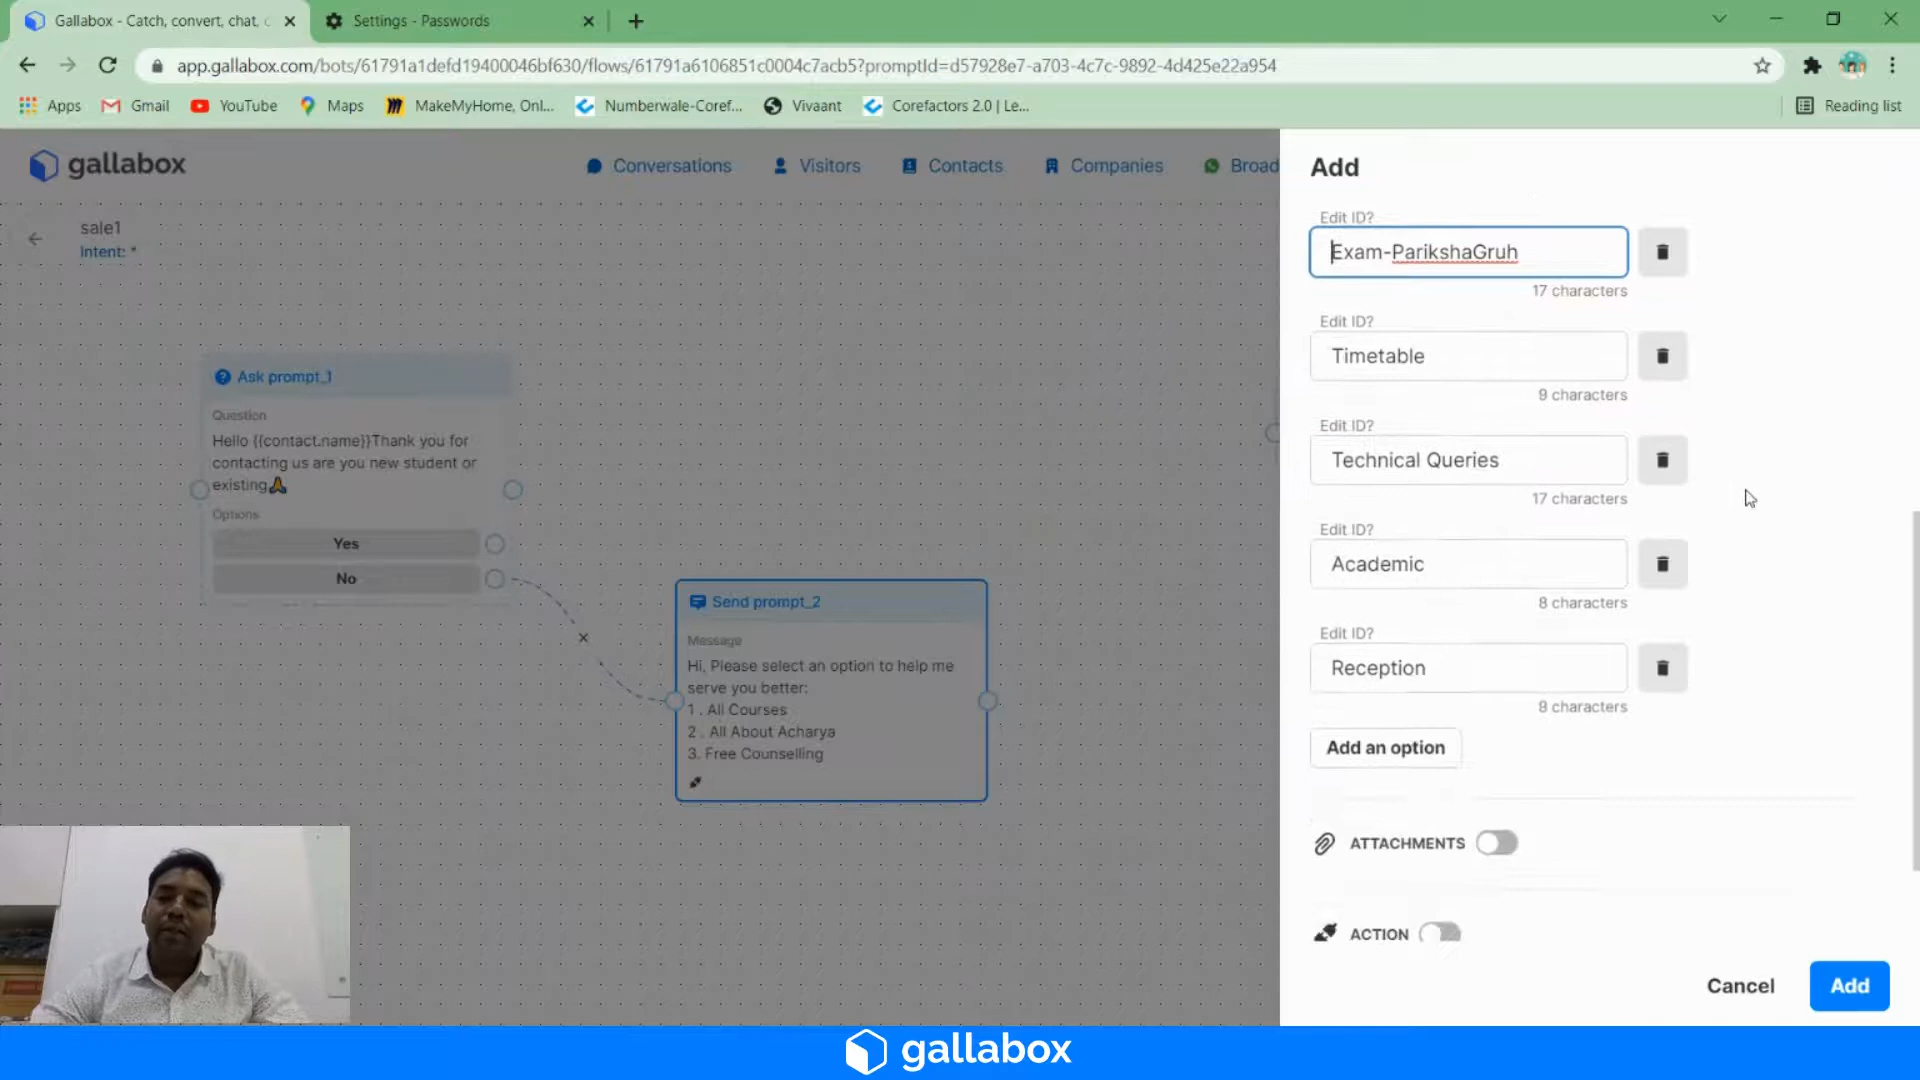 Gallabox - Catch, convert, chat, c
Settings - Passwords
app.gallabox.com/bots/61791a1defd19400046bf630/flows/61791a6106851c0004c7acb5?promptId=d57928e7-a703-4c7c-9892-4d425e22a954
Apps
Gmail
YouTube
Maps
MakeMyHome, Onl...
Numberwale-Coref...
Vivaant
Corefactors 2.0 | Le...
Reading list
gallabox
Conversations
Visitors
Contacts
Companies
Broad
sale1
Intent: *
Ask prompt_1
Question
Hello {{contact.name}}Thank you for
contacting us are you new student or
existing🙏
Options
Yes
No
Send prompt_2
Message
Hi, Please select an option to help me
serve you better:
1 . All Courses
2 . All About Acharya
3. Free Counselling
Add
Edit ID?
Exam-ParikshaGruh
17 characters
Edit ID?
Timetable
9 characters
Edit ID?
Technical Queries
17 characters
Edit ID?
Academic
8 characters
Edit ID?
Reception
8 characters
Add an option
ATTACHMENTS
ACTION
Cancel
Add
gallabox